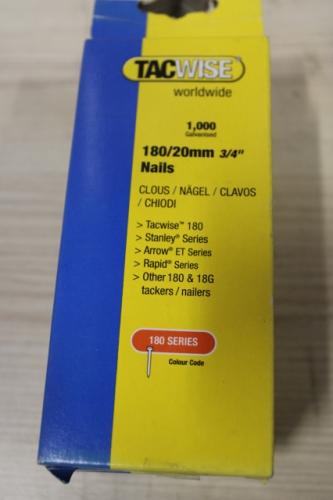 TACWISE™
worldwide
1,000
Galvanised
180/20mm 3/4"
Nails
CLOUS / NÄGEL / CLAVOS
/ CHIODI
> Tacwise™ 180
> Stanley® Series
> Arrow® ET Series
> Rapid® Series
> Other 180 & 18G
tackers / nailers
180 SERIES
Colour Code